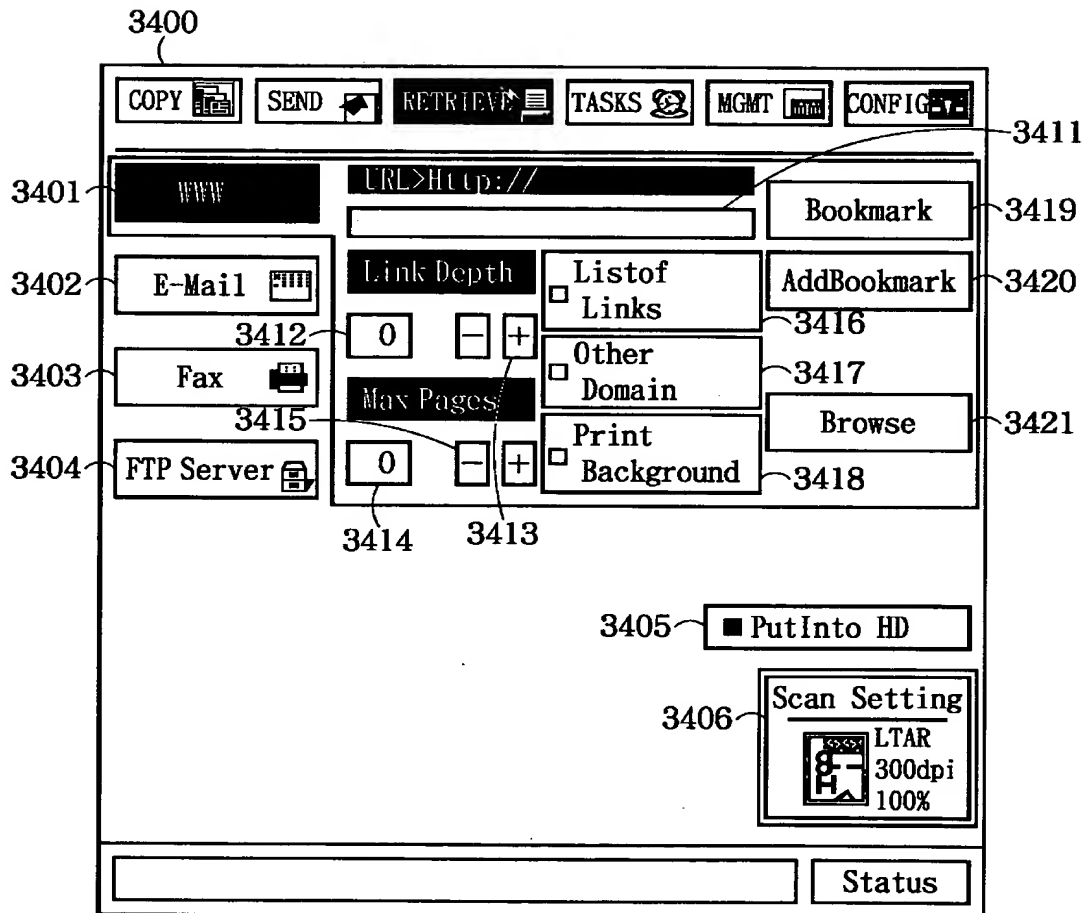 3400
COPY SEND RETRIEVE TASKS MGMT CONFIG
3411
3401 WWW URL>Http:// Bookmark 3419
3402 E-Mail Link Depth Listof Links AddBookmark 3420
3412 0 - + 3416
3403 Fax Max Pages Other Domain 3417 Browse 3421
3415
3404 FTP Server 0 - + Print Background 3418
3414 3413
3405 PutInto HD
3406 Scan Setting
LTAR
300dpi
100%
Status